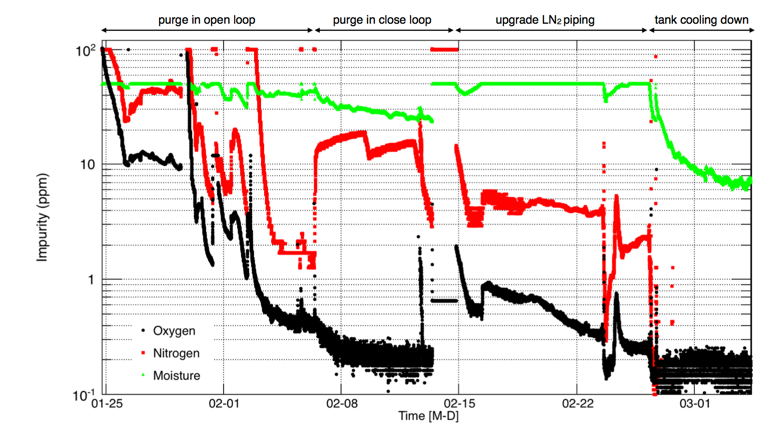 purge in open loop purge in close loop upgrade LN2 piping tank cooling down
10²
10
1
10⁻¹
Impurity (ppm)
Oxygen
Nitrogen
Moisture
01-25 02-01 02-08 02-15 02-22 03-01
Time [M-D]